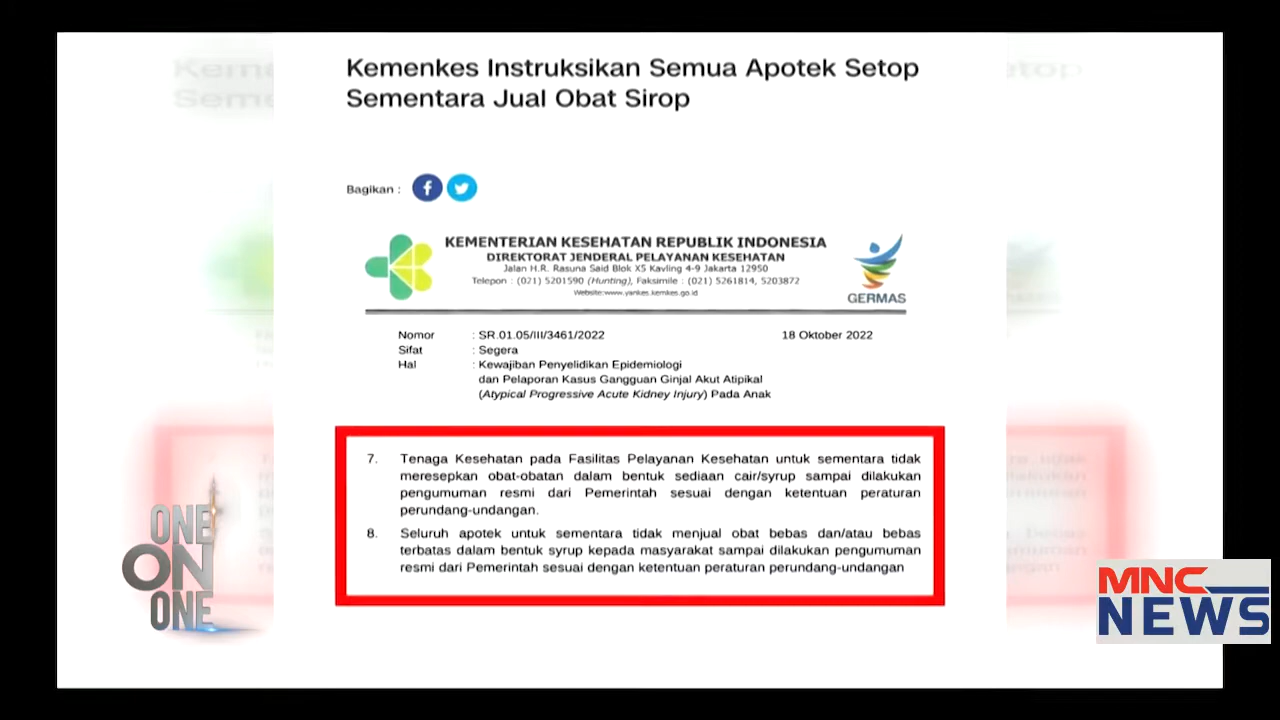 Kemenkes Instruksikan Semua Apotek Setop
Sementara Jual Obat Sirop
Bagikan :
KEMENTERIAN KESEHATAN REPUBLIK INDONESIA
DIREKTORAT JENDERAL PELAYANAN KESEHATAN
Jalan H.R. Rasuna Said Blok X5 Kavling 4-9 Jakarta 12950
Telepon : (021) 5201590 (Hunting), Faksimile : (021) 5261814, 5203872
Website:www.yankes.kemkes.go.id
GERMAS
Nomor : SR.01.05/III/3461/2022 18 Oktober 2022
Sifat : Segera
Hal : Kewajiban Penyelidikan Epidemiologi
dan Pelaporan Kasus Gangguan Ginjal Akut Atipikal
(Atypical Progressive Acute Kidney Injury) Pada Anak
7. Tenaga Kesehatan pada Fasilitas Pelayanan Kesehatan untuk sementara tidak
meresepkan obat-obatan dalam bentuk sediaan cair/syrup sampai dilakukan
pengumuman resmi dari Pemerintah sesuai dengan ketentuan peraturan
perundang-undangan.
8. Seluruh apotek untuk sementara tidak menjual obat bebas dan/atau bebas
terbatas dalam bentuk syrup kepada masyarakat sampai dilakukan pengumuman
resmi dari Pemerintah sesuai dengan ketentuan peraturan perundang-undangan
ONE
ON
ONE
MNC
NEWS